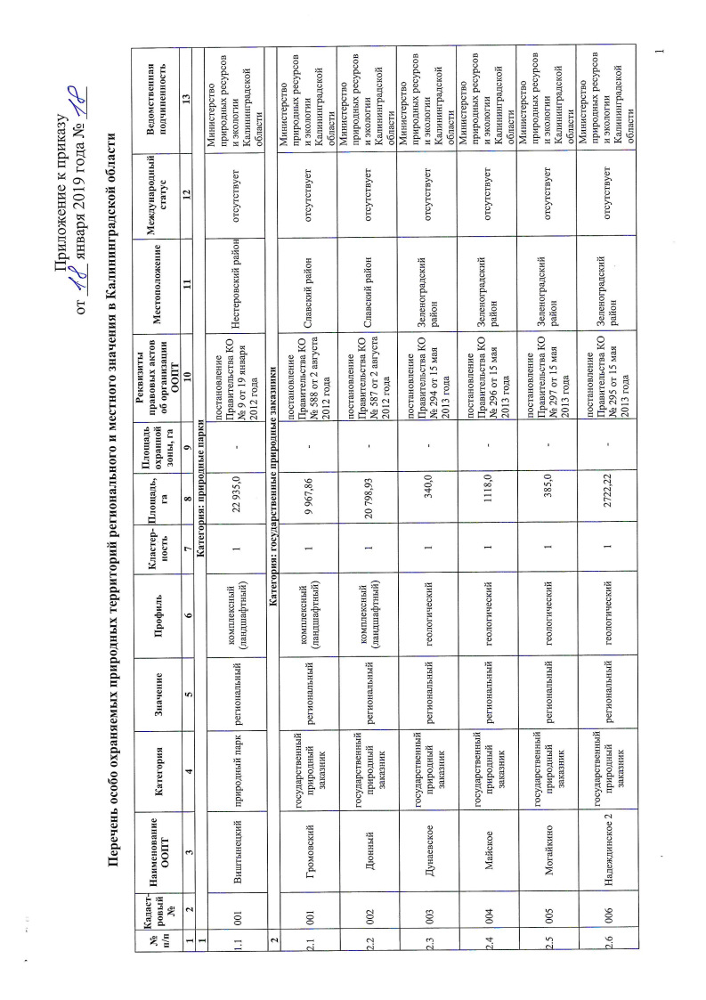 Приложение к приказу
от 18 января 2019 года № 18
Перечень особо охраняемых природных территорий регионального и местного значения в Калининградской области
№ п/п | Кадаст-ровый № | Наименование ООПТ | Категория | Значение | Профиль | Кластер-ность | Площадь, га | Площадь охранной зоны, га | Реквизиты правовых актов об организации ООПТ | Местоположение | Международный статус | Ведомственная подчиненность
1 | 2 | 3 | 4 | 5 | 6 | 7 | 8 | 9 | 10 | 11 | 12 | 13
1 | Категория: природные парки
1.1 | 001 | Виштынецкий | природный парк | региональный | комплексный (ландшафтный) | 1 | 22 935,0 | - | постановление Правительства КО № 9 от 19 января 2012 года | Нестеровский район | отсутствует | Министерство природных ресурсов и экологии Калининградской области
2 | Категория: государственные природные заказники
2.1 | 001 | Громовский | государственный природный заказник | региональный | комплексный (ландшафтный) | 1 | 9 967,86 | - | постановление Правительства КО № 588 от 2 августа 2012 года | Славский район | отсутствует | Министерство природных ресурсов и экологии Калининградской области
2.2 | 002 | Дюнный | государственный природный заказник | региональный | комплексный (ландшафтный) | 1 | 20 798,93 | - | постановление Правительства КО № 587 от 2 августа 2012 года | Славский район | отсутствует | Министерство природных ресурсов и экологии Калининградской области
2.3 | 003 | Дунаевское | государственный природный заказник | региональный | геологический | 1 | 340,0 | - | постановление Правительства КО № 294 от 15 мая 2013 года | Зеленоградский район | отсутствует | Министерство природных ресурсов и экологии Калининградской области
2.4 | 004 | Майское | государственный природный заказник | региональный | геологический | 1 | 1118,0 | - | постановление Правительства КО № 296 от 15 мая 2013 года | Зеленоградский район | отсутствует | Министерство природных ресурсов и экологии Калининградской области
2.5 | 005 | Могайкино | государственный природный заказник | региональный | геологический | 1 | 385,0 | - | постановление Правительства КО № 297 от 15 мая 2013 года | Зеленоградский район | отсутствует | Министерство природных ресурсов и экологии Калининградской области
2.6 | 006 | Надеждинское 2 | государственный природный заказник | региональный | геологический | 1 | 2722,22 | - | постановление Правительства КО № 295 от 15 мая 2013 года | Зеленоградский район | отсутствует | Министерство природных ресурсов и экологии Калининградской области
1